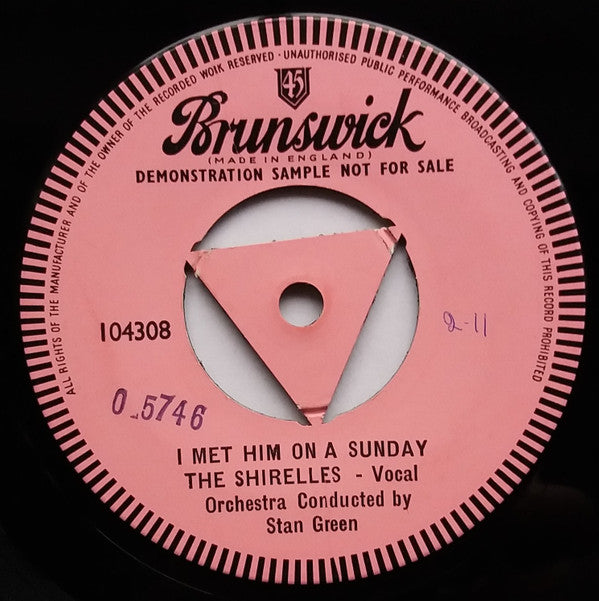 ALL RIGHTS OF THE MANUFACTURER AND OF THE OWNER OF THE RECORDED WORK RESERVED · UNAUTHORISED PUBLIC PERFORMANCE BROADCASTING AND COPYING OF THIS RECORD PROHIBITED
45
Brunswick
(MADE IN ENGLAND)
DEMONSTRATION SAMPLE NOT FOR SALE
104308
2-11
O.5746
I MET HIM ON A SUNDAY
THE SHIRELLES - Vocal
Orchestra Conducted by
Stan Green